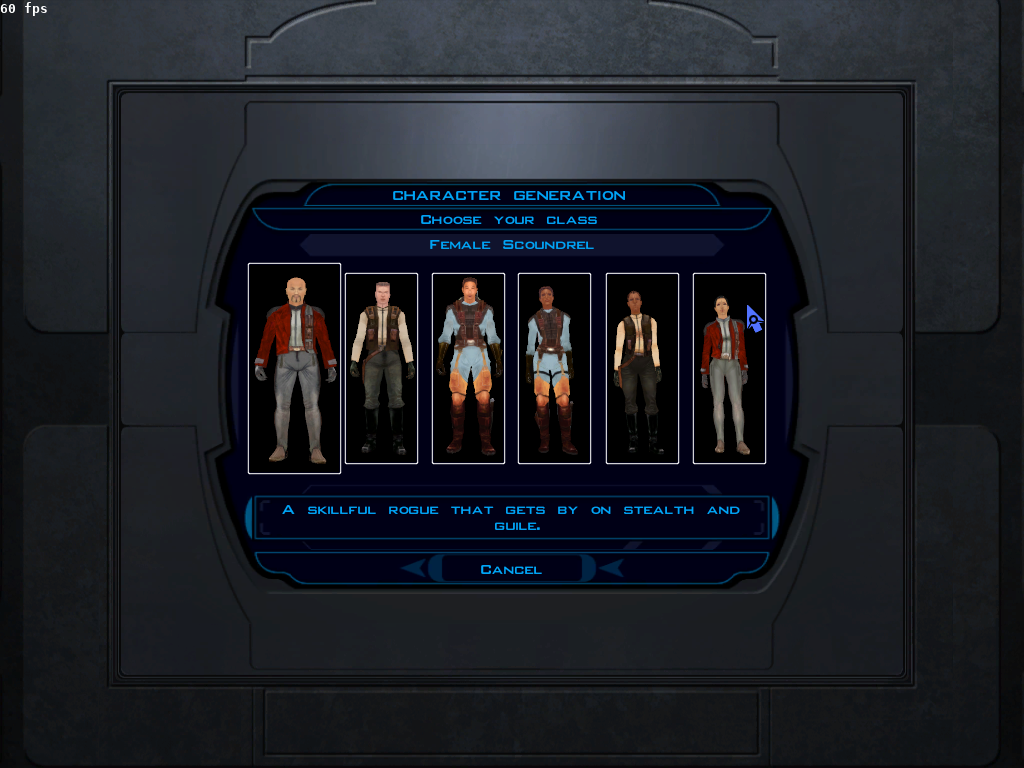 60 fps
Character Generation
Choose your class
Female Scoundrel
A skillful rogue that gets by on stealth and
guile.
Cancel